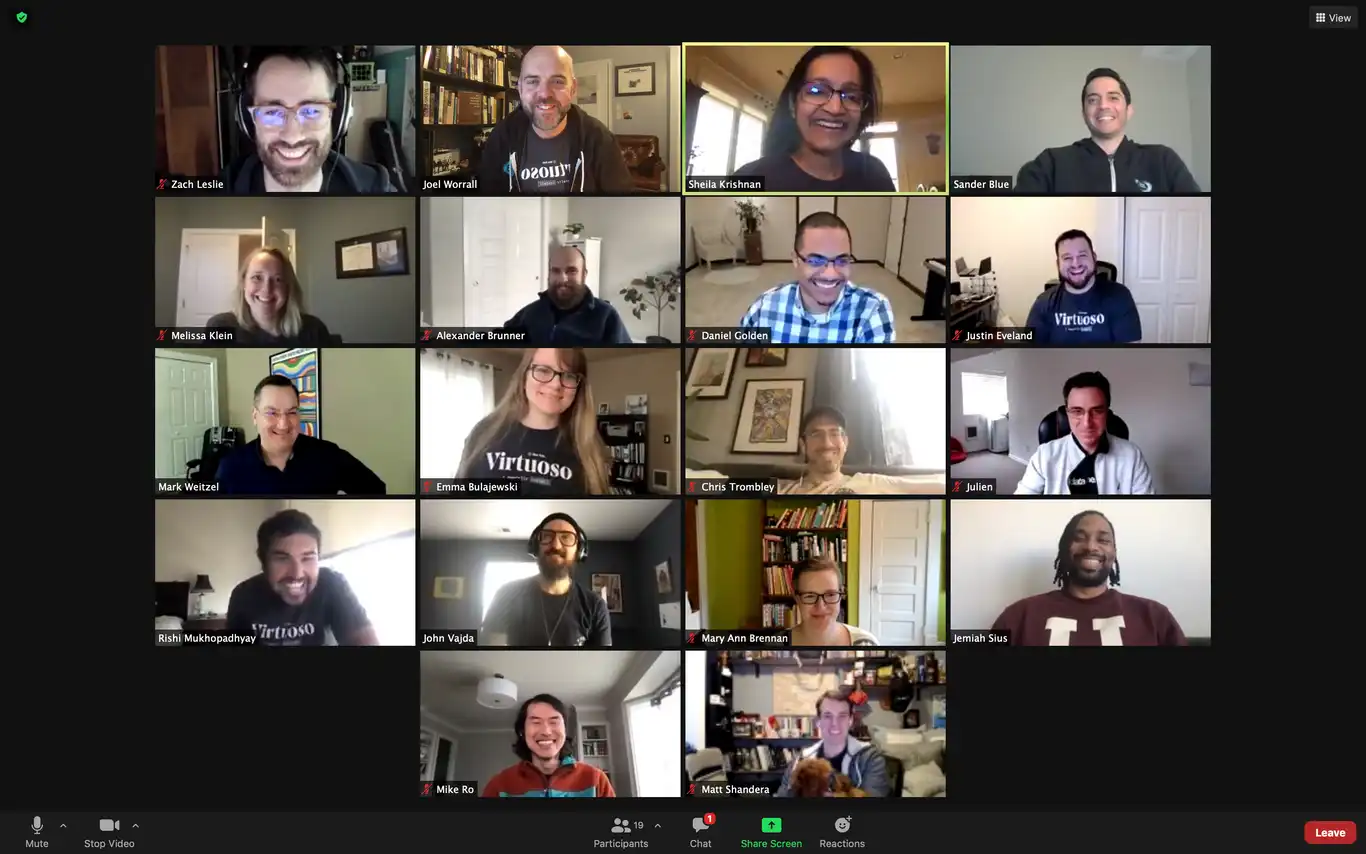 View
Zach Leslie
Joel Worrall
Sheila Krishnan
Sander Blue
Melissa Klein
Alexander Brunner
Daniel Golden
Virtuoso
Justin Eveland
Mark Weitzel
Virtuoso
Emma Bulajewski
Chris Trombley
Julien
Rishi Mukhopadhyay
John Vajda
Mary Ann Brennan
Jemiah Sius
Mike Ro
Matt Shandera
19
1
Mute
Stop Video
Participants
Chat
Share Screen
Reactions
Leave